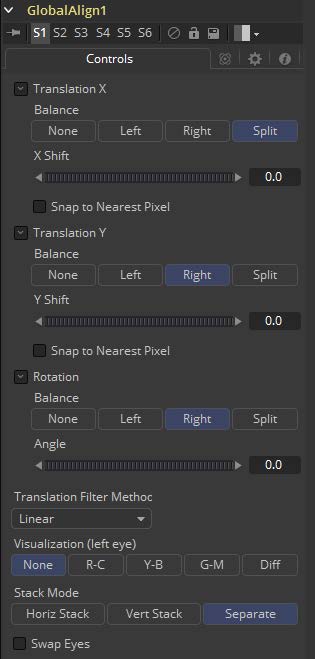 GlobalAlign1
S1 S2 S3 S4 S5 S6
Controls
Translation X
Balance
None Left Right Split
X Shift
0.0
Snap to Nearest Pixel
Translation Y
Balance
None Left Right Split
Y Shift
0.0
Snap to Nearest Pixel
Rotation
Balance
None Left Right Split
Angle
0.0
Translation Filter Methoc
Linear
Visualization (left eye)
None R-C Y-B G-M Diff
Stack Mode
Horiz Stack Vert Stack Separate
Swap Eyes